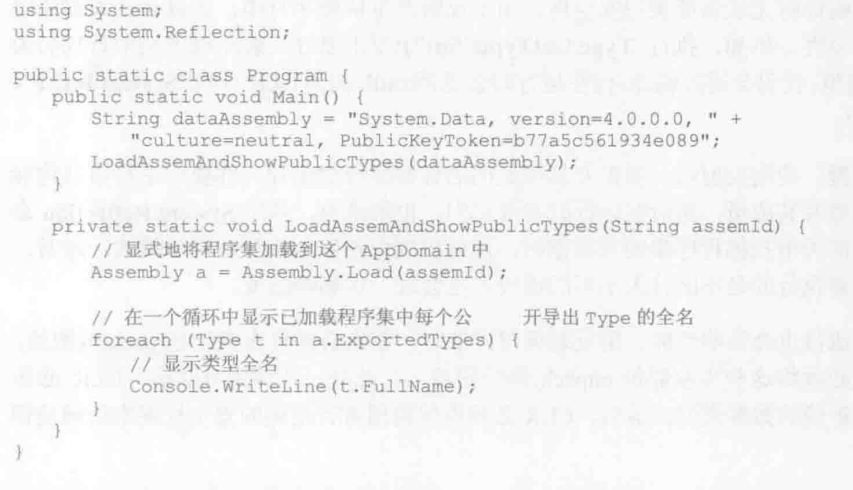 using System;
using System.Reflection;
public static class Program {
public static void Main() {
String dataAssembly = "System.Data, version=4.0.0.0, " +
"culture=neutral, PublicKeyToken=b77a5c561934e089";
LoadAssemAndShowPublicTypes(dataAssembly);
}
private static void LoadAssemAndShowPublicTypes(String assemId) {
// 显式地将程序集加载到这个 AppDomain 中
Assembly a = Assembly.Load(assemId);
// 在一个循环中显示已加载程序集中每个公 开导出 Type 的全名
foreach (Type t in a.ExportedTypes) {
// 显示类型全名
Console.WriteLine(t.FullName);
}
}
}